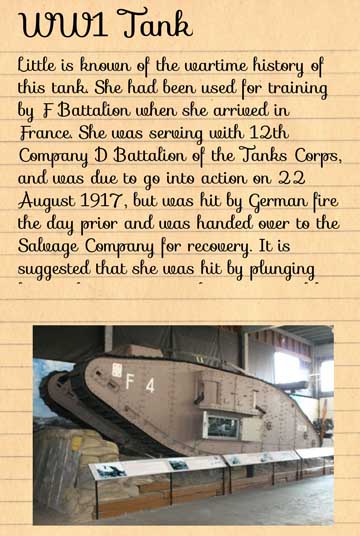 WW1 Tank
Little is known of the wartime history of
this tank. She had been used for training
by F Battalion when she arrived in
France. She was serving with 12th
Company D Battalion of the Tanks Corps,
and was due to go into action on 22
August 1917, but was hit by German fire
the day prior and was handed over to the
Salvage Company for recovery. It is
suggested that she was hit by plunging
F 4